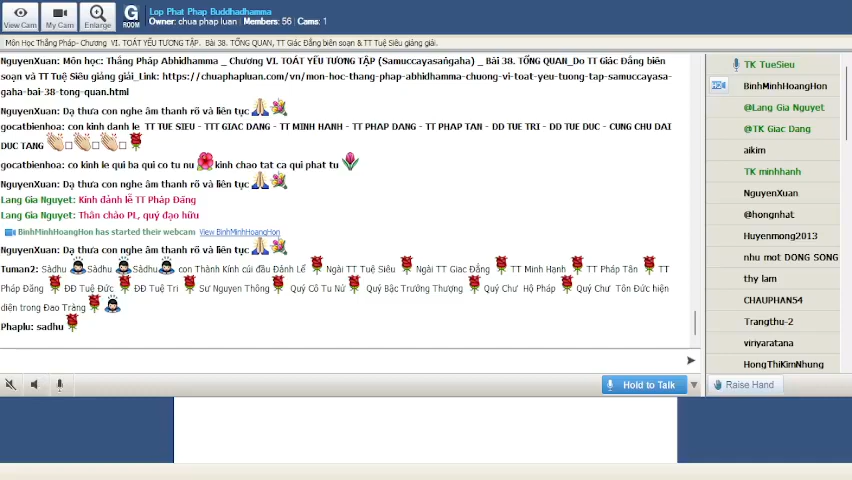 Lop Phat Phap Buddhadhamma
Owner: chua phap luan Members: 56 Cams: 1
View Cam
My Cam
Enlarge
G ROOM
Môn Học Thắng Pháp- Chương VI. TOÁT YẾU TƯƠNG TẬP. Bài 38. TỔNG QUAN, TT Giác Đẳng biên soạn & TT Tuệ Siêu giảng giải.
NguyenXuan: Môn học: Thắng Pháp Abhidhamma _ Chương VI. TOÁT YẾU TƯƠNG TẬP (Samuccayasaṅgaha) _ Bài 38. TỔNG QUAN_Do TT Giác Đẳng biên
soạn và TT Tuệ Siêu giảng giải_Link: https://chuaphapluan.com/vn/mon-hoc-thang-phap-abhidhamma-chuong-vi-toat-yeu-tuong-tap-samuccayasa-
gaha-bai-38-tong-quan.html
NguyenXuan: Dạ thưa con nghe âm thanh rõ và liên tục
gocatbienhoa: con kinh danh le TT TUE SIEU - TTT GIAC DANG - TT MINH HANH - TT PHAP DANG - TT PHAP TAN - DD TUE TRI - DD TUE DUC - CUNG CHU DAI
DUC TANG
gocatbienhoa: co kinh le qui ba qui co tu nu kinh chao tat ca qui phat tu
NguyenXuan: Dạ thưa con nghe âm thanh rõ và liên tục
Lang Gia Nguyet: Kính đảnh lễ TT Pháp Đăng
Lang Gia Nguyet: Thân chào PL, quý đạo hữu
BinhMinhHoangHon has started their webcam View BinhMinhHoangHon
NguyenXuan: Dạ thưa con nghe âm thanh rõ và liên tục
Tuman2: Sàdhu Sàdhu Sàdhu con Thành Kính cúi đầu Đảnh Lể Ngài TT Tuệ Siêu Ngài TT Giac Đẳng TT Minh Hạnh TT Pháp Tân TT
Pháp Đăng ĐĐ Tuệ Đức ĐĐ Tuệ Tri Sư Nguyen Thông Quý Cô Tu Nữ Quý Bậc Trưởng Thượng Quý Chư Hộ Pháp Quý Chư Tôn Đức hiện
diện trong Đao Tràng
Phaplu: sadhu
TK TueSieu
BinhMinhHoangHon
@Lang Gia Nguyet
@TK Giac Dang
aikim
TK minhhanh
NguyenXuan
@hongnhat
Huyenmong2013
nhu mot DONG SONG
thy lam
CHAUPHAN54
Trangthu-2
viriyaratana
HongThiKimNhung
Hold to Talk
Raise Hand